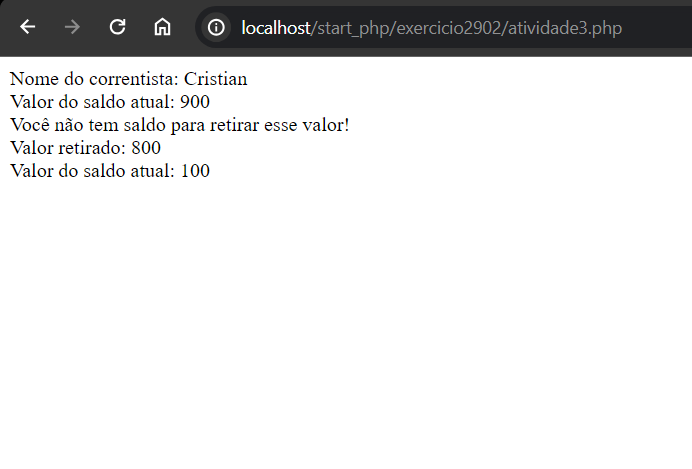 localhost/start_php/exercicio2902/atividade3.php
Nome do correntista: Cristian
Valor do saldo atual: 900
Você não tem saldo para retirar esse valor!
Valor retirado: 800
Valor do saldo atual: 100